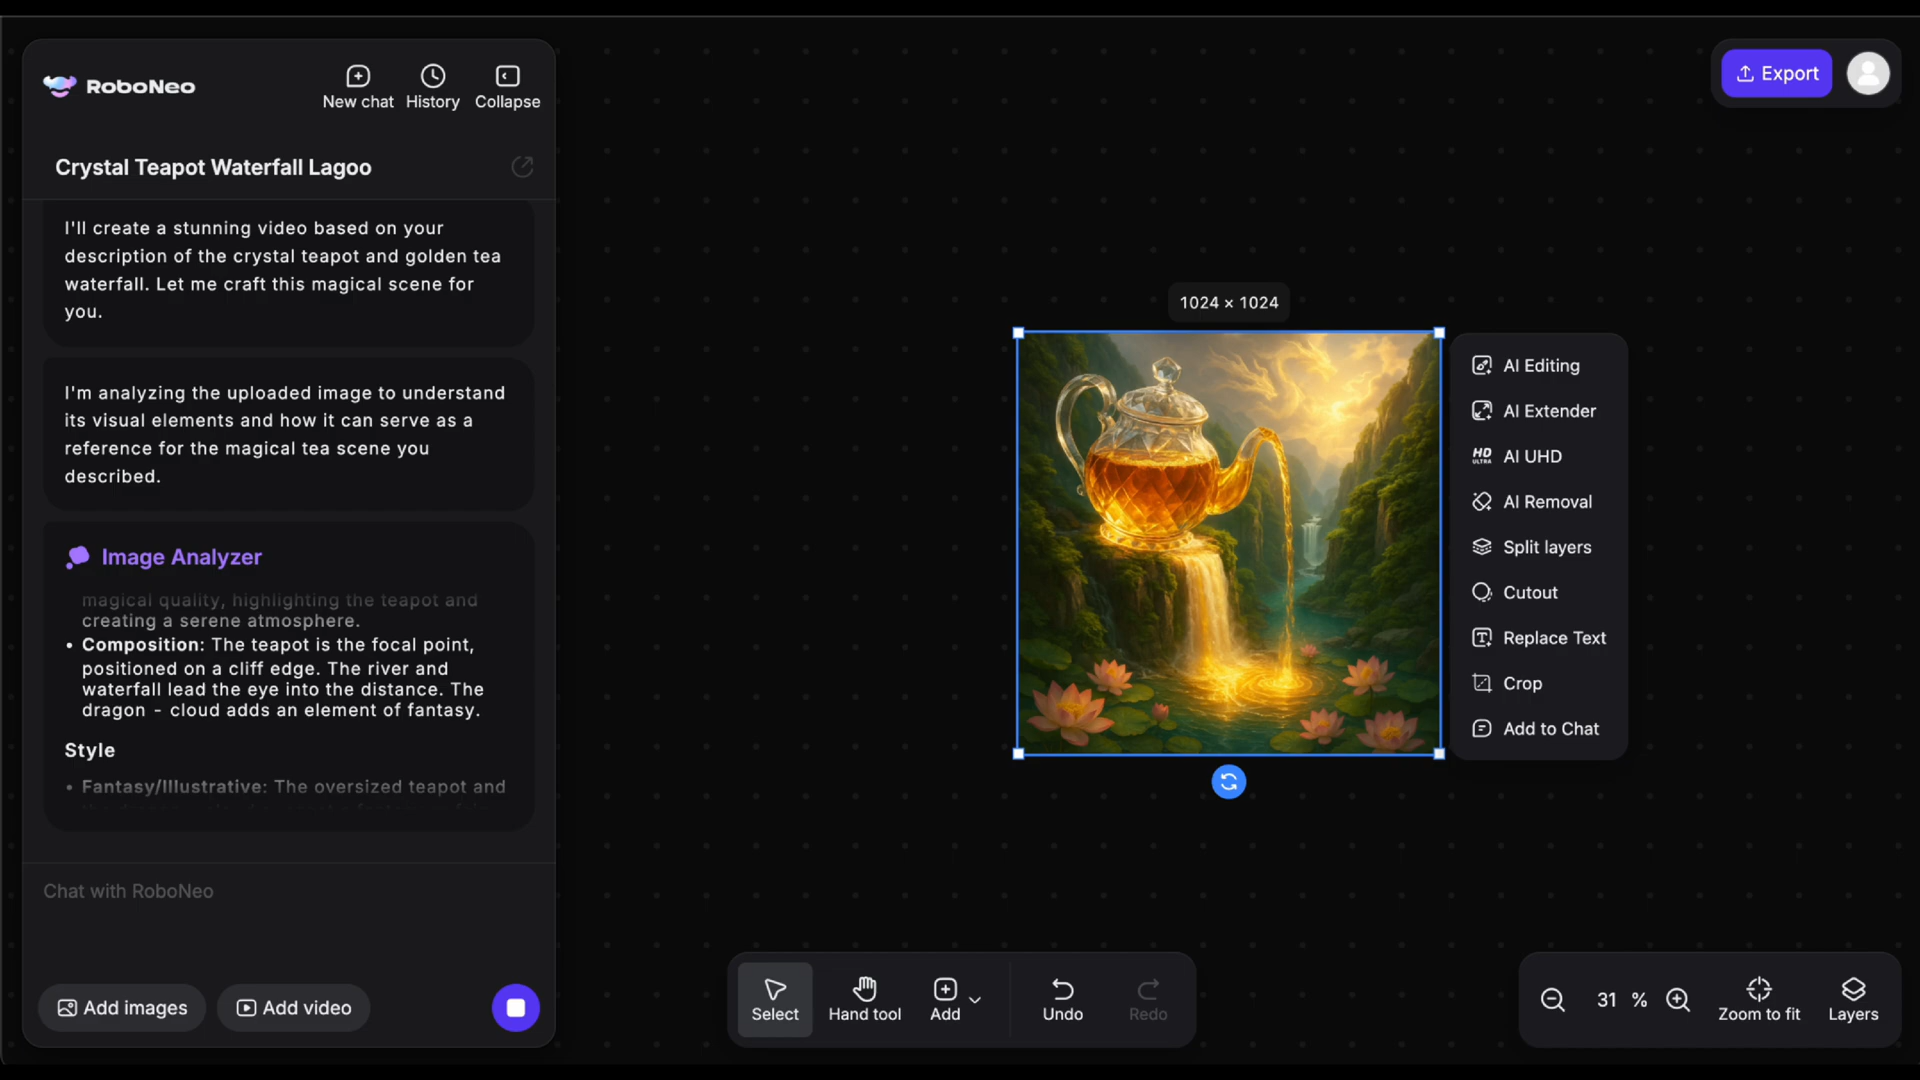 RoboNeo
New chat
History
Collapse
Crystal Teapot Waterfall Lagoo
I'll create a stunning video based on your
description of the crystal teapot and golden tea
waterfall. Let me craft this magical scene for
you.
I'm analyzing the uploaded image to understand
its visual elements and how it can serve as a
reference for the magical tea scene you
described.
Image Analyzer
magical quality, highlighting the teapot and
creating a serene atmosphere.
• Composition: The teapot is the focal point,
positioned on a cliff edge. The river and
waterfall lead the eye into the distance. The
dragon - cloud adds an element of fantasy.
Style
• Fantasy/Illustrative: The oversized teapot and
Chat with RoboNeo
Add images
Add video
1024 × 1024
AI Editing
AI Extender
HD ULTRA AI UHD
AI Removal
Split layers
Cutout
Replace Text
Crop
Add to Chat
Export
Select
Hand tool
Add
Undo
Redo
31 %
Zoom to fit
Layers